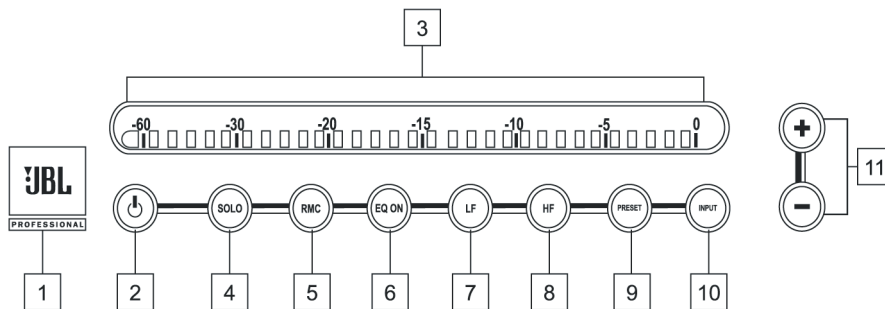 3
-60 -30 -20 -15 -10 -5 0
+
JBL
PROFESSIONAL
SOLO RMC EQ ON LF HF PRESET INPUT
−
11
1 2 4 5 6 7 8 9 10